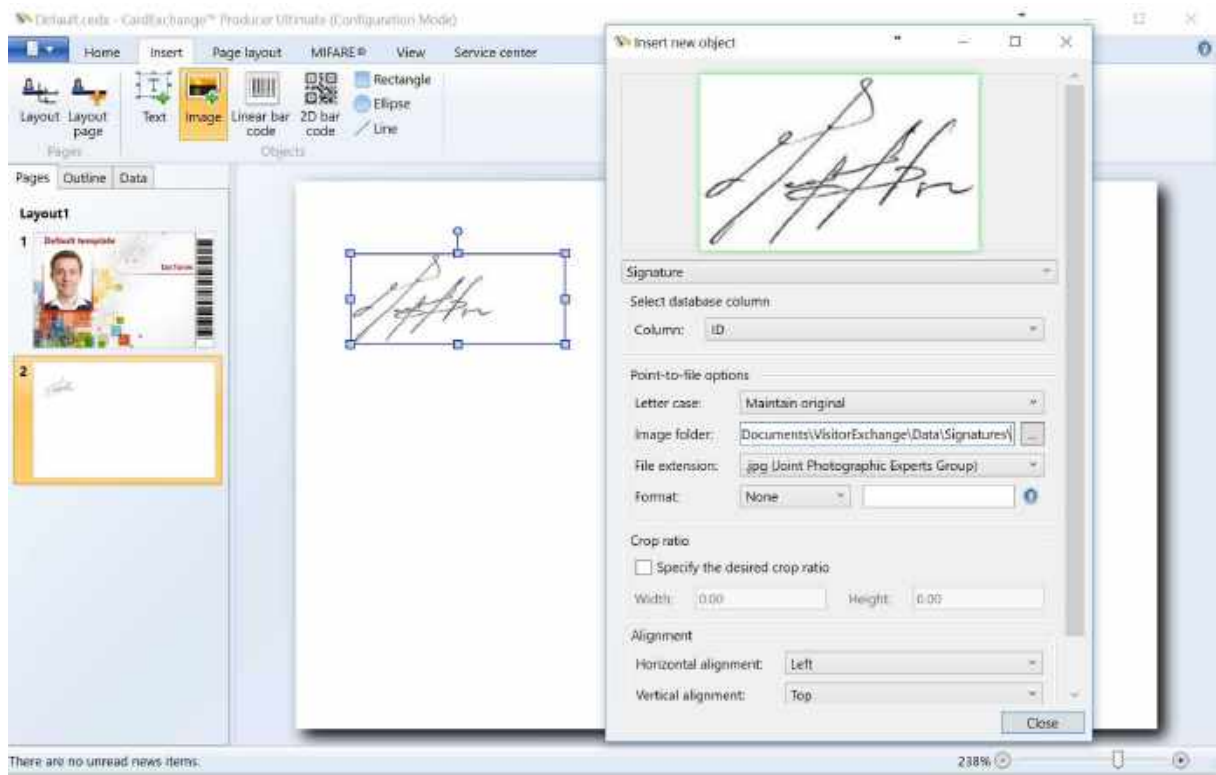 Default.cedx - CardExchange™ Producer Ultimate (Configuration Mode)
Home Insert Page layout MIFARE® View Service center
Layout Layout page Text Image Linear bar code 2D bar code Rectangle
Ellipse
Line
Pages Objects
Pages Outline Data
Layout1
1 Default template
2
Insert new object
Signature
Select database column
Column: ID
Point-to-file options
Letter case: Maintain original
Image folder: Documents\VisitorExchange\Data\Signatures\ ...
File extension: .jpg (Joint Photographic Experts Group)
Format: None
Crop ratio
Specify the desired crop ratio
Width: 0.00 Height: 0.00
Alignment
Horizontal alignment: Left
Vertical alignment: Top
Close
There are no unread news items. 238%